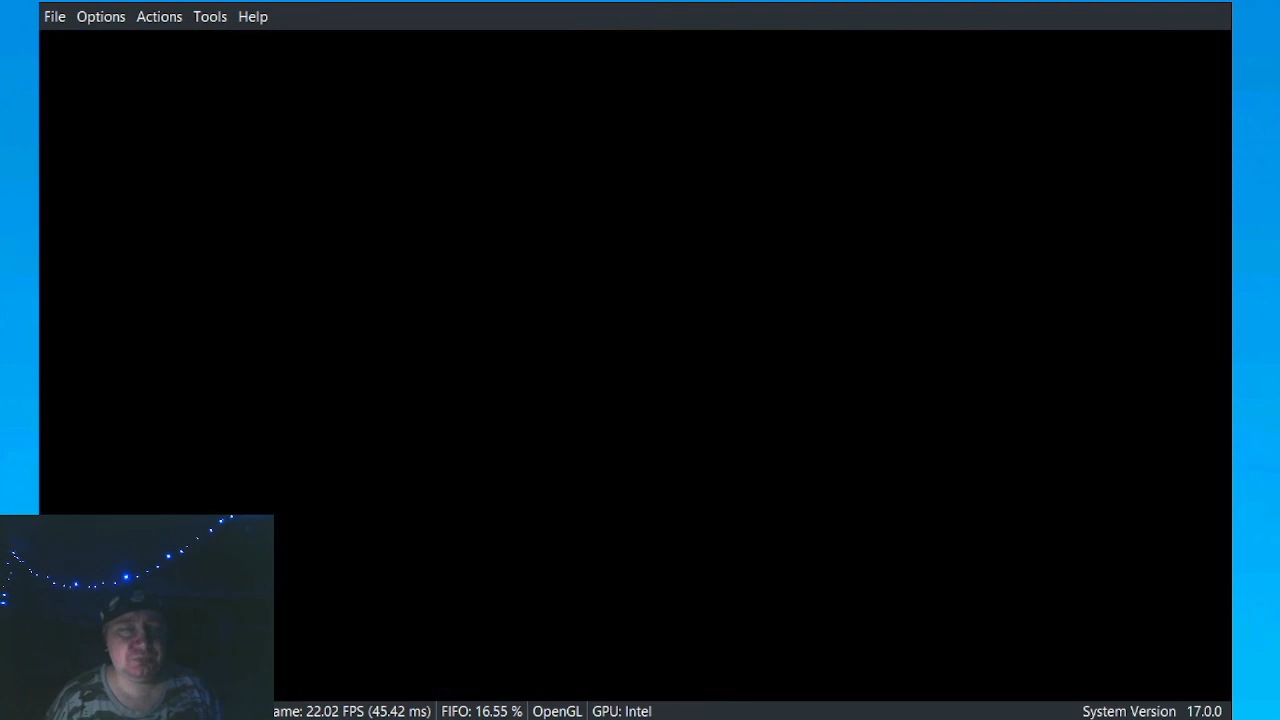 File Options Actions Tools Help
ame: 22.02 FPS (45.42 ms) FIFO: 16.55 % OpenGL GPU: Intel System Version 17.0.0